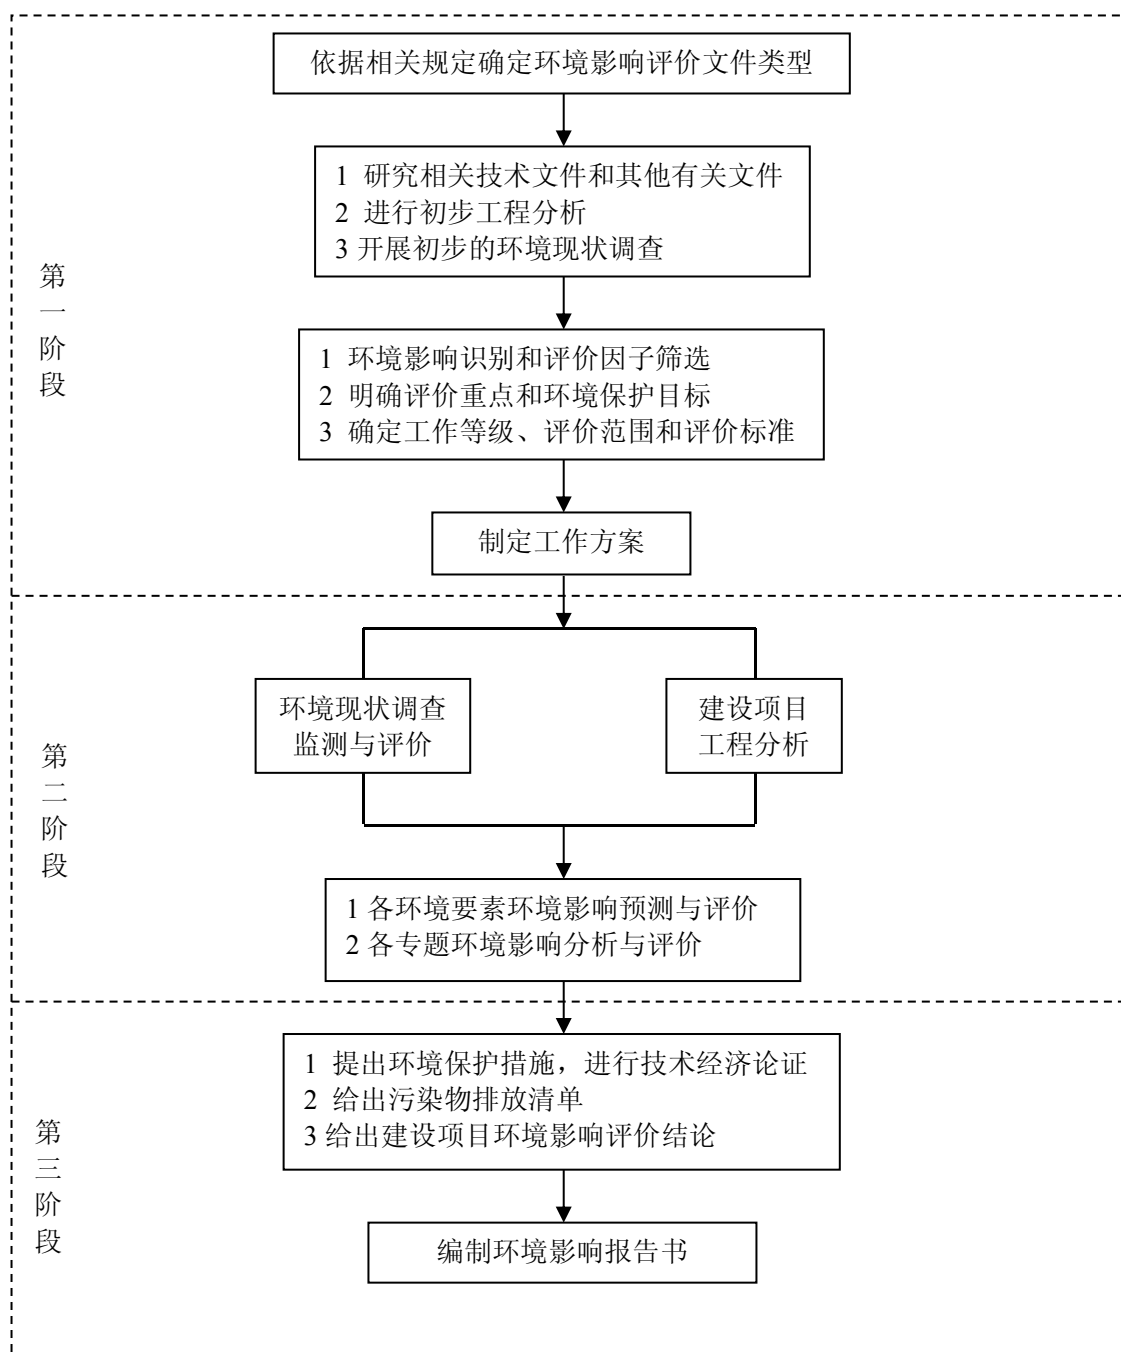 依据相关规定确定环境影响评价文件类型
1 研究相关技术文件和其他有关文件
2 进行初步工程分析
3 开展初步的环境现状调查
第
一
阶
段
1 环境影响识别和评价因子筛选
2 明确评价重点和环境保护目标
3 确定工作等级、评价范围和评价标准
制定工作方案
第
二
阶
段
环境现状调查
监测与评价
建设项目
工程分析
1 各环境要素环境影响预测与评价
2 各专题环境影响分析与评价
第
三
阶
段
1 提出环境保护措施，进行技术经济论证
2 给出污染物排放清单
3 给出建设项目环境影响评价结论
编制环境影响报告书